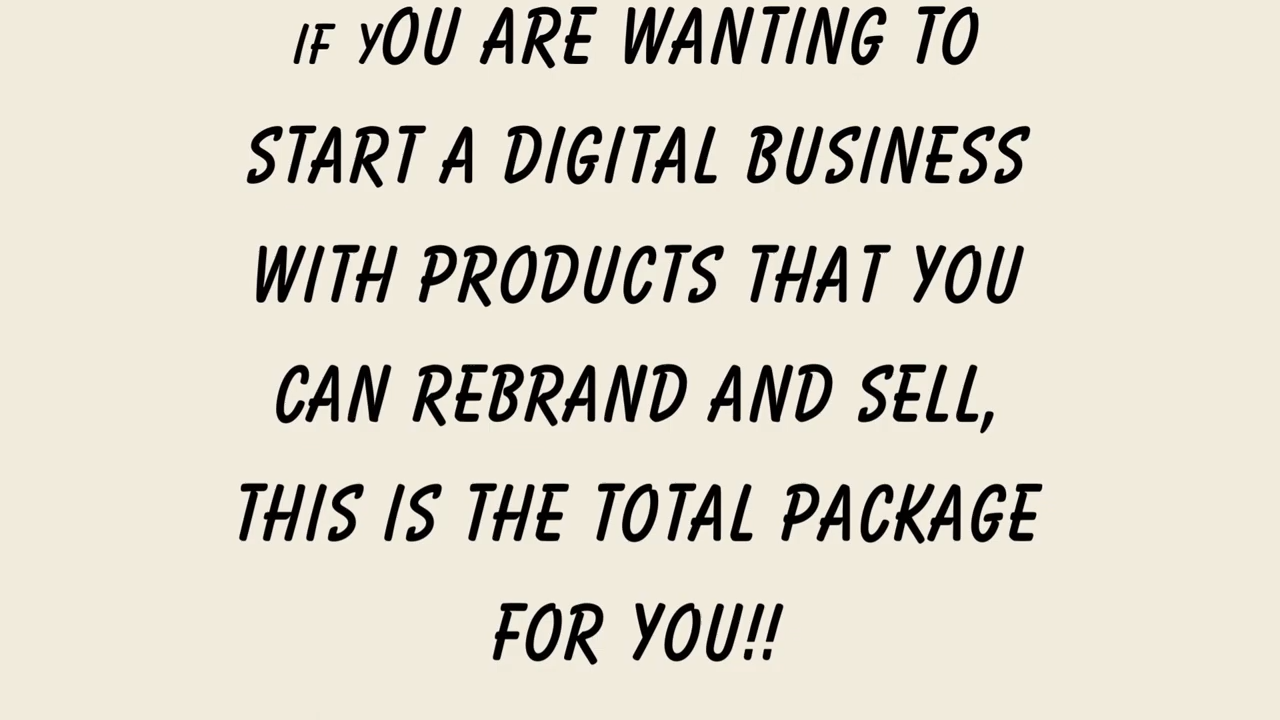 IF YOU ARE WANTING TO
START A DIGITAL BUSINESS
WITH PRODUCTS THAT YOU
CAN REBRAND AND SELL,
THIS IS THE TOTAL PACKAGE
FOR YOU!!